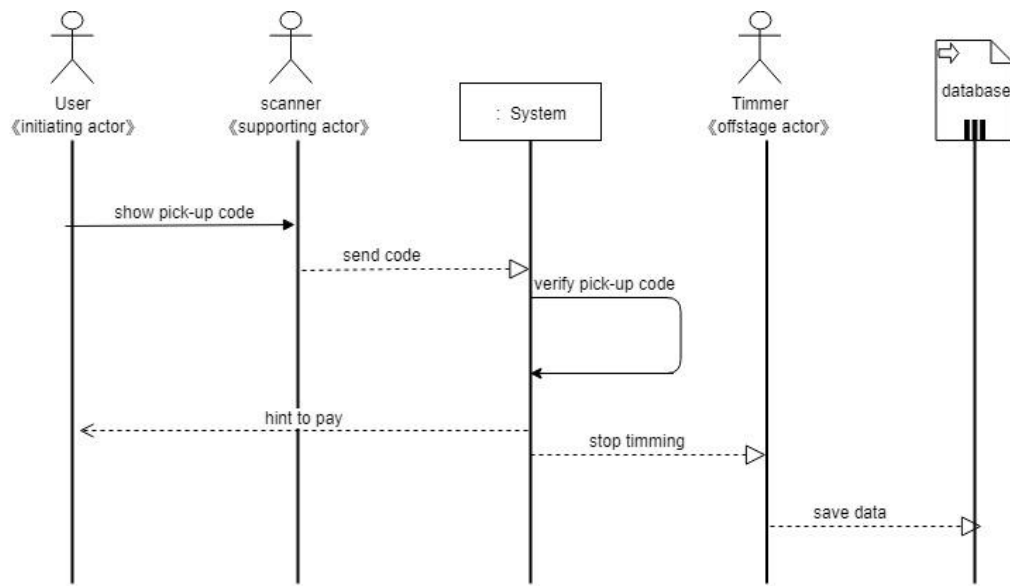 User
《initiating actor》
scanner
《supporting actor》
: System
Timmer
《offstage actor》
database
show pick-up code
send code
verify pick-up code
hint to pay
stop timming
save data